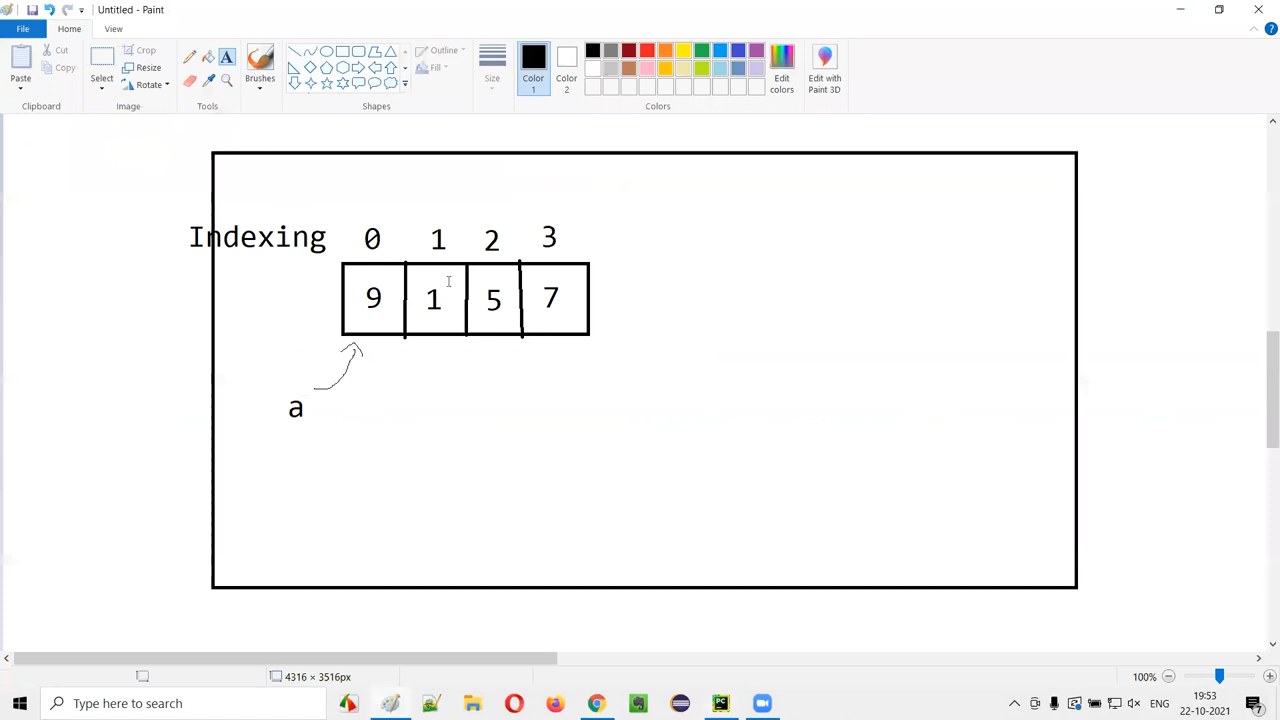 Untitled - Paint
File
Home
View
Paste
Cut
Copy
Clipboard
Select
Crop
Resize
Rotate
Image
A
Tools
Brushes
Outline
Fill
Shapes
Size
Color 1
Color 2
Edit colors
Colors
Edit with Paint 3D
Indexing 0 1 2 3
9 1 5 7
a
4316 × 3516px
100%
Type here to search
PC
ENG
19:53
22-10-2021
7